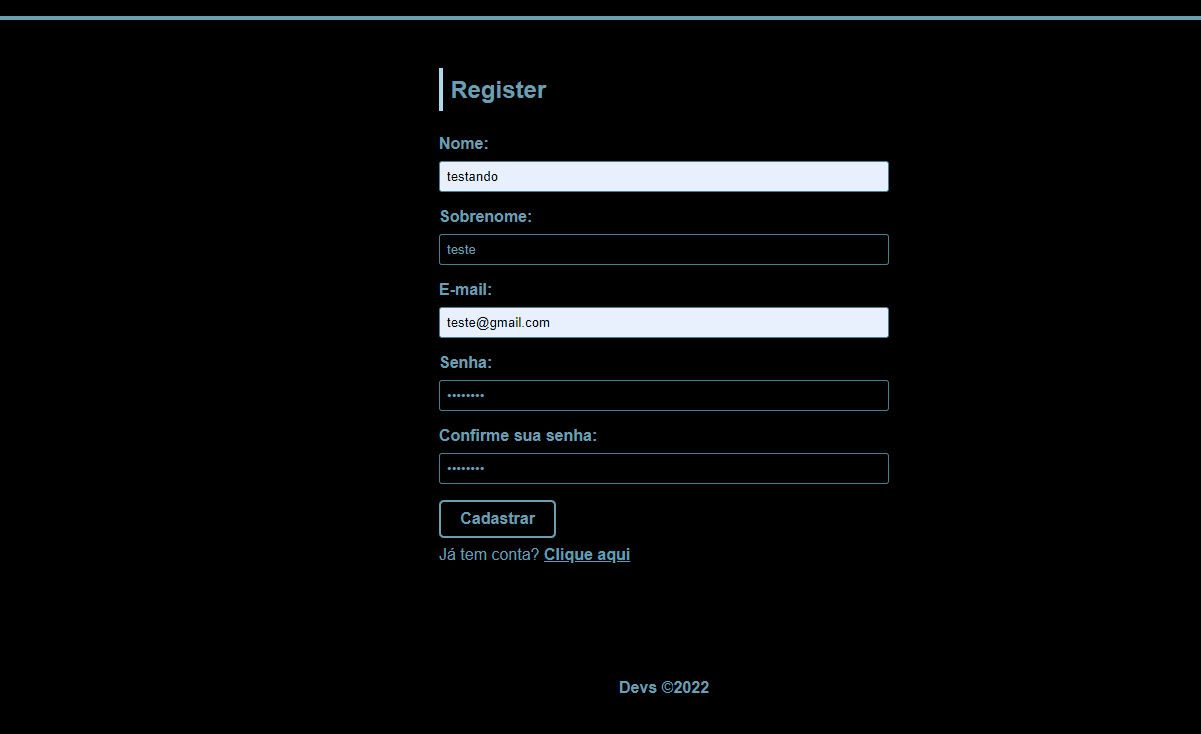 Register
Nome:
testando
Sobrenome:
teste
E-mail:
teste@gmail.com
Senha:
••••••••
Confirme sua senha:
••••••••
Cadastrar
Já tem conta? Clique aqui
Devs ©2022